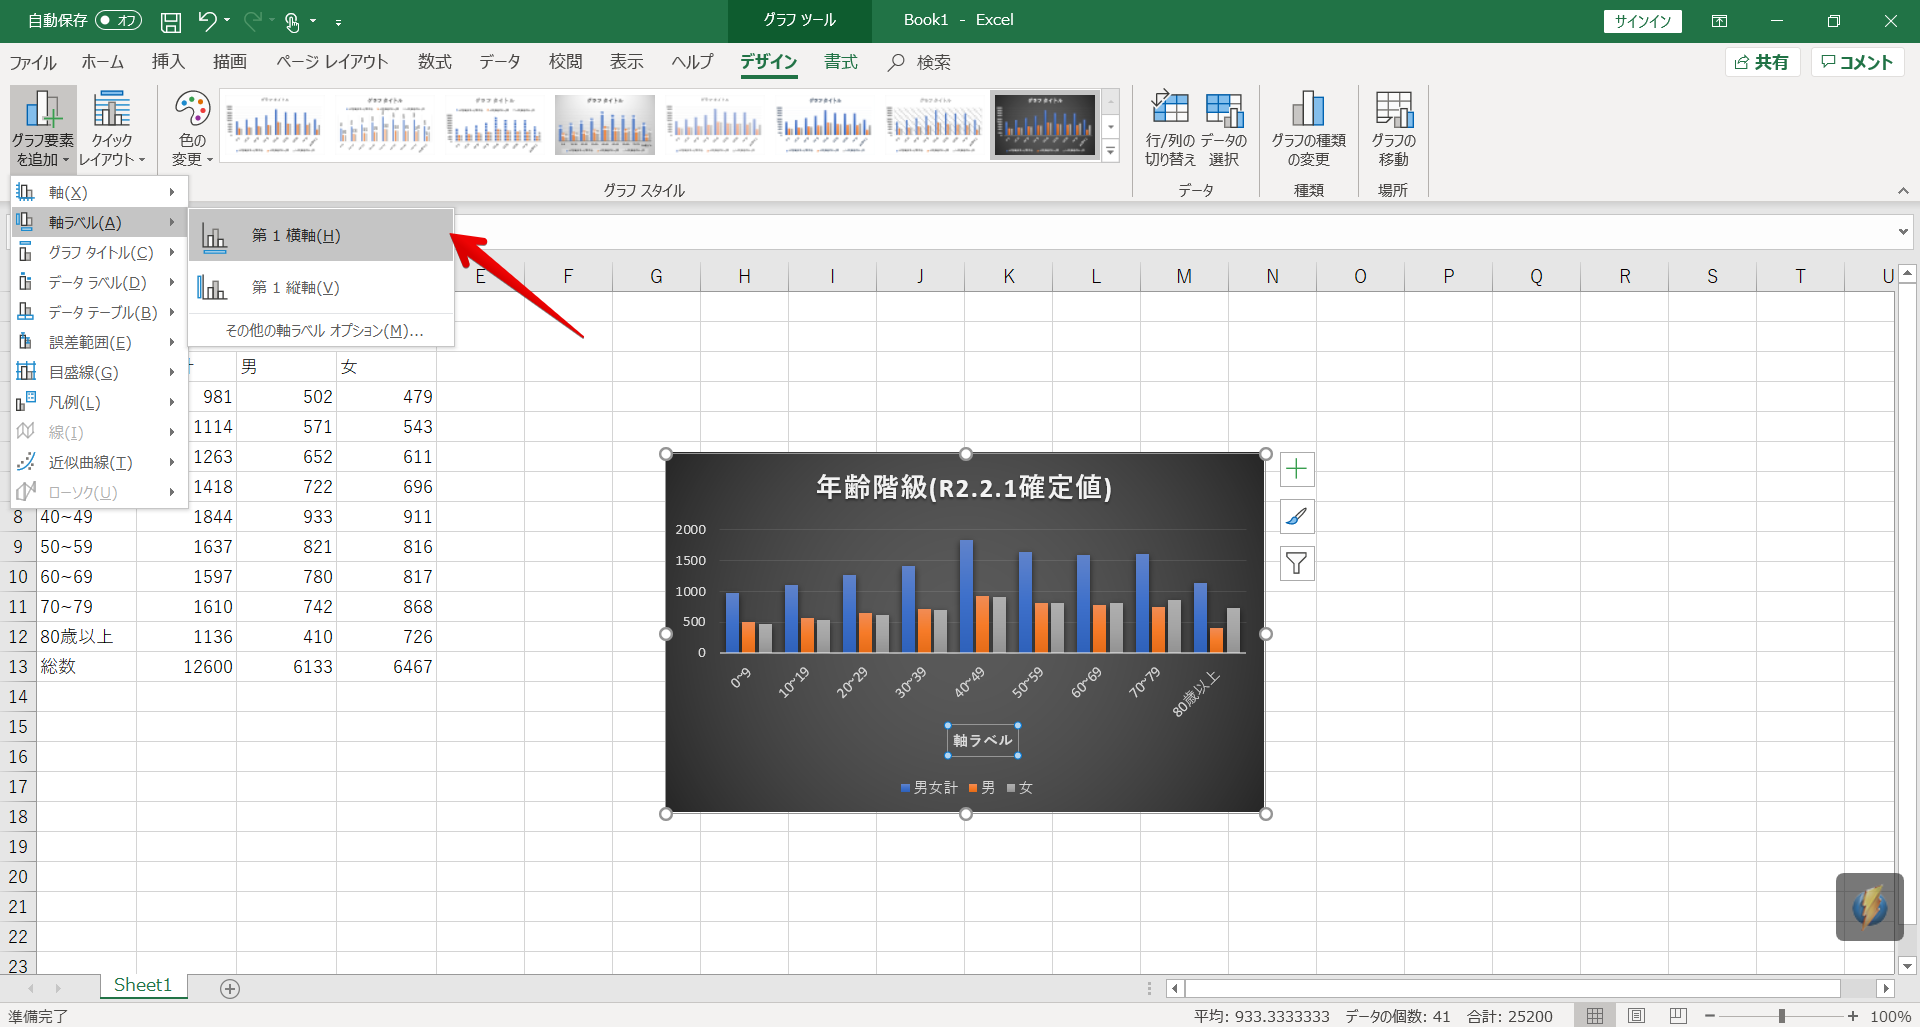 自動保存 オフ
グラフ ツール
Book1 - Excel
サインイン
ファイル ホーム 挿入 描画 ページ レイアウト 数式 データ 校閲 表示 ヘルプ デザイン 書式 検索
共有 コメント
グラフ要素
を追加
クイック
レイアウト
色の
変更
グラフ スタイル
行/列の
切り替え
データの
選択
データ
グラフの種類
の変更
種類
グラフの
移動
場所
軸(X)
軸ラベル(A)
グラフ タイトル(C)
データ ラベル(D)
データ テーブル(B)
誤差範囲(E)
目盛線(G)
凡例(L)
線(I)
近似曲線(T)
ローソク(U)
第 1 横軸(H)
第 1 縦軸(V)
その他の軸ラベル オプション(M)...
E F G H I J K L M N O P Q R S T U
計 男 女
981 502 479
1114 571 543
1263 652 611
1418 722 696
8 40~49 1844 933 911
9 50~59 1637 821 816
10 60~69 1597 780 817
11 70~79 1610 742 868
12 80歳以上 1136 410 726
13 総数 12600 6133 6467
14
15
16
17
18
19
20
21
22
23
年齢階級(R2.2.1確定値)
2000
1500
1000
500
0
0~9 10~19 20~29 30~39 40~49 50~59 60~69 70~79 80歳以上
軸ラベル
男女計 男 女
Sheet1
準備完了
平均: 933.3333333 データの個数: 41 合計: 25200
100%